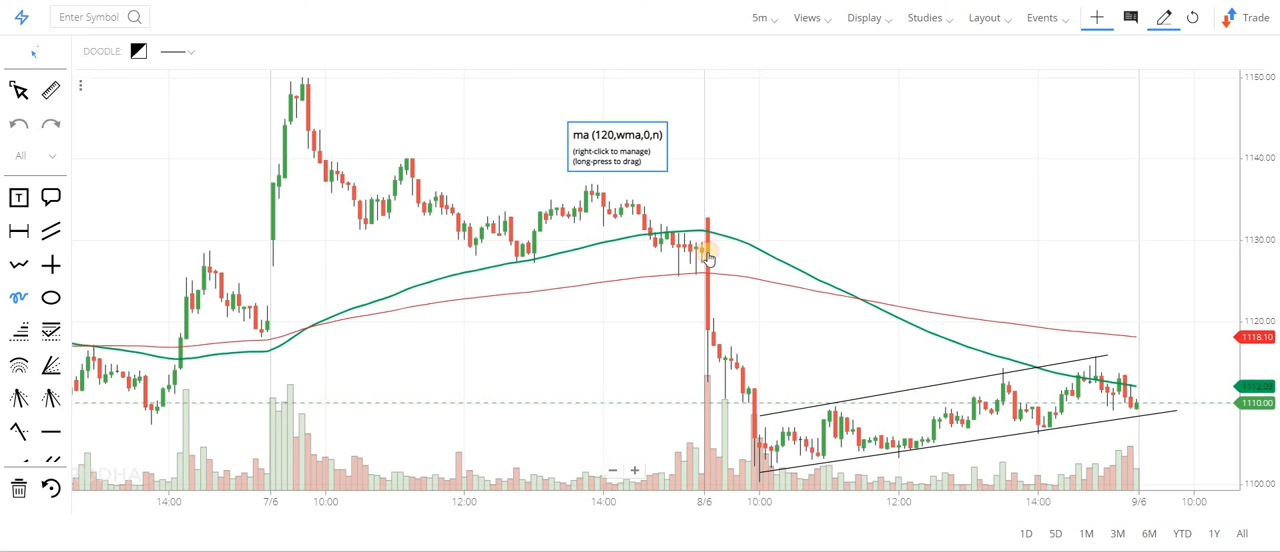 Enter Symbol
5m Views Display Studies Layout Events Trade
DOODLE:
All
ma (120,wma,0,n)
(right-click to manage)
(long-press to drag)
1150.00
1140.00
1130.00
1120.00
1118.10
1112.03
1110.00
1100.00
14:00 7/6 10:00 12:00 14:00 8/6 10:00 12:00 14:00 9/6 10:00
1D 5D 1M 3M 6M YTD 1Y All